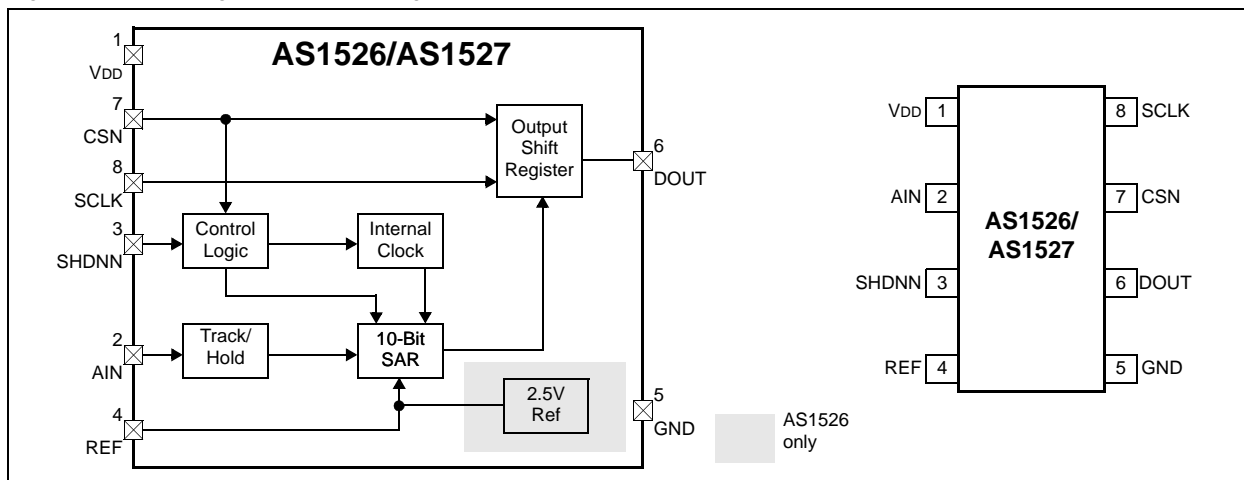 AS1526/AS1527
1
VDD
7
CSN
8
SCLK
3
SHDNN
2
AIN
4
REF
Output
Shift
Register
Control
Logic
Internal
Clock
Track/
Hold
10-Bit
SAR
2.5V
Ref
6
DOUT
5
GND
AS1526
only
VDD 1
AIN 2
SHDNN 3
REF 4
AS1526/
AS1527
8 SCLK
7 CSN
6 DOUT
5 GND